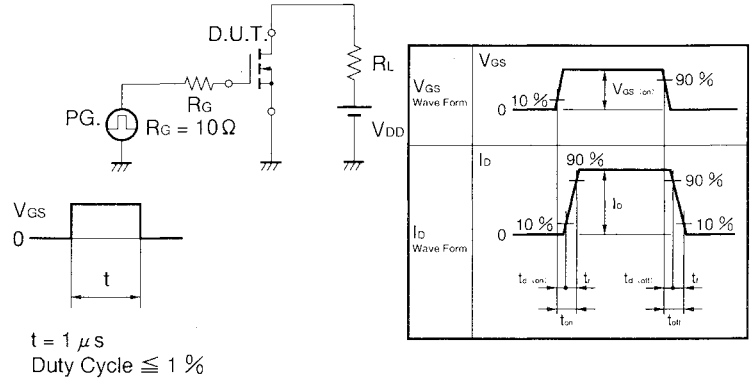 D.U.T.
RL
RG
PG.
RG = 10Ω
VDD
VGS
0
t
t = 1 μs
Duty Cycle ≦ 1 %
VGS
Wave Form
VGS
90 %
VGS (on)
10 %
0
ID
Wave Form
ID
90 %
90 %
ID
10 %
10 %
0
td (on)
tr
td (off)
tf
ton
toff